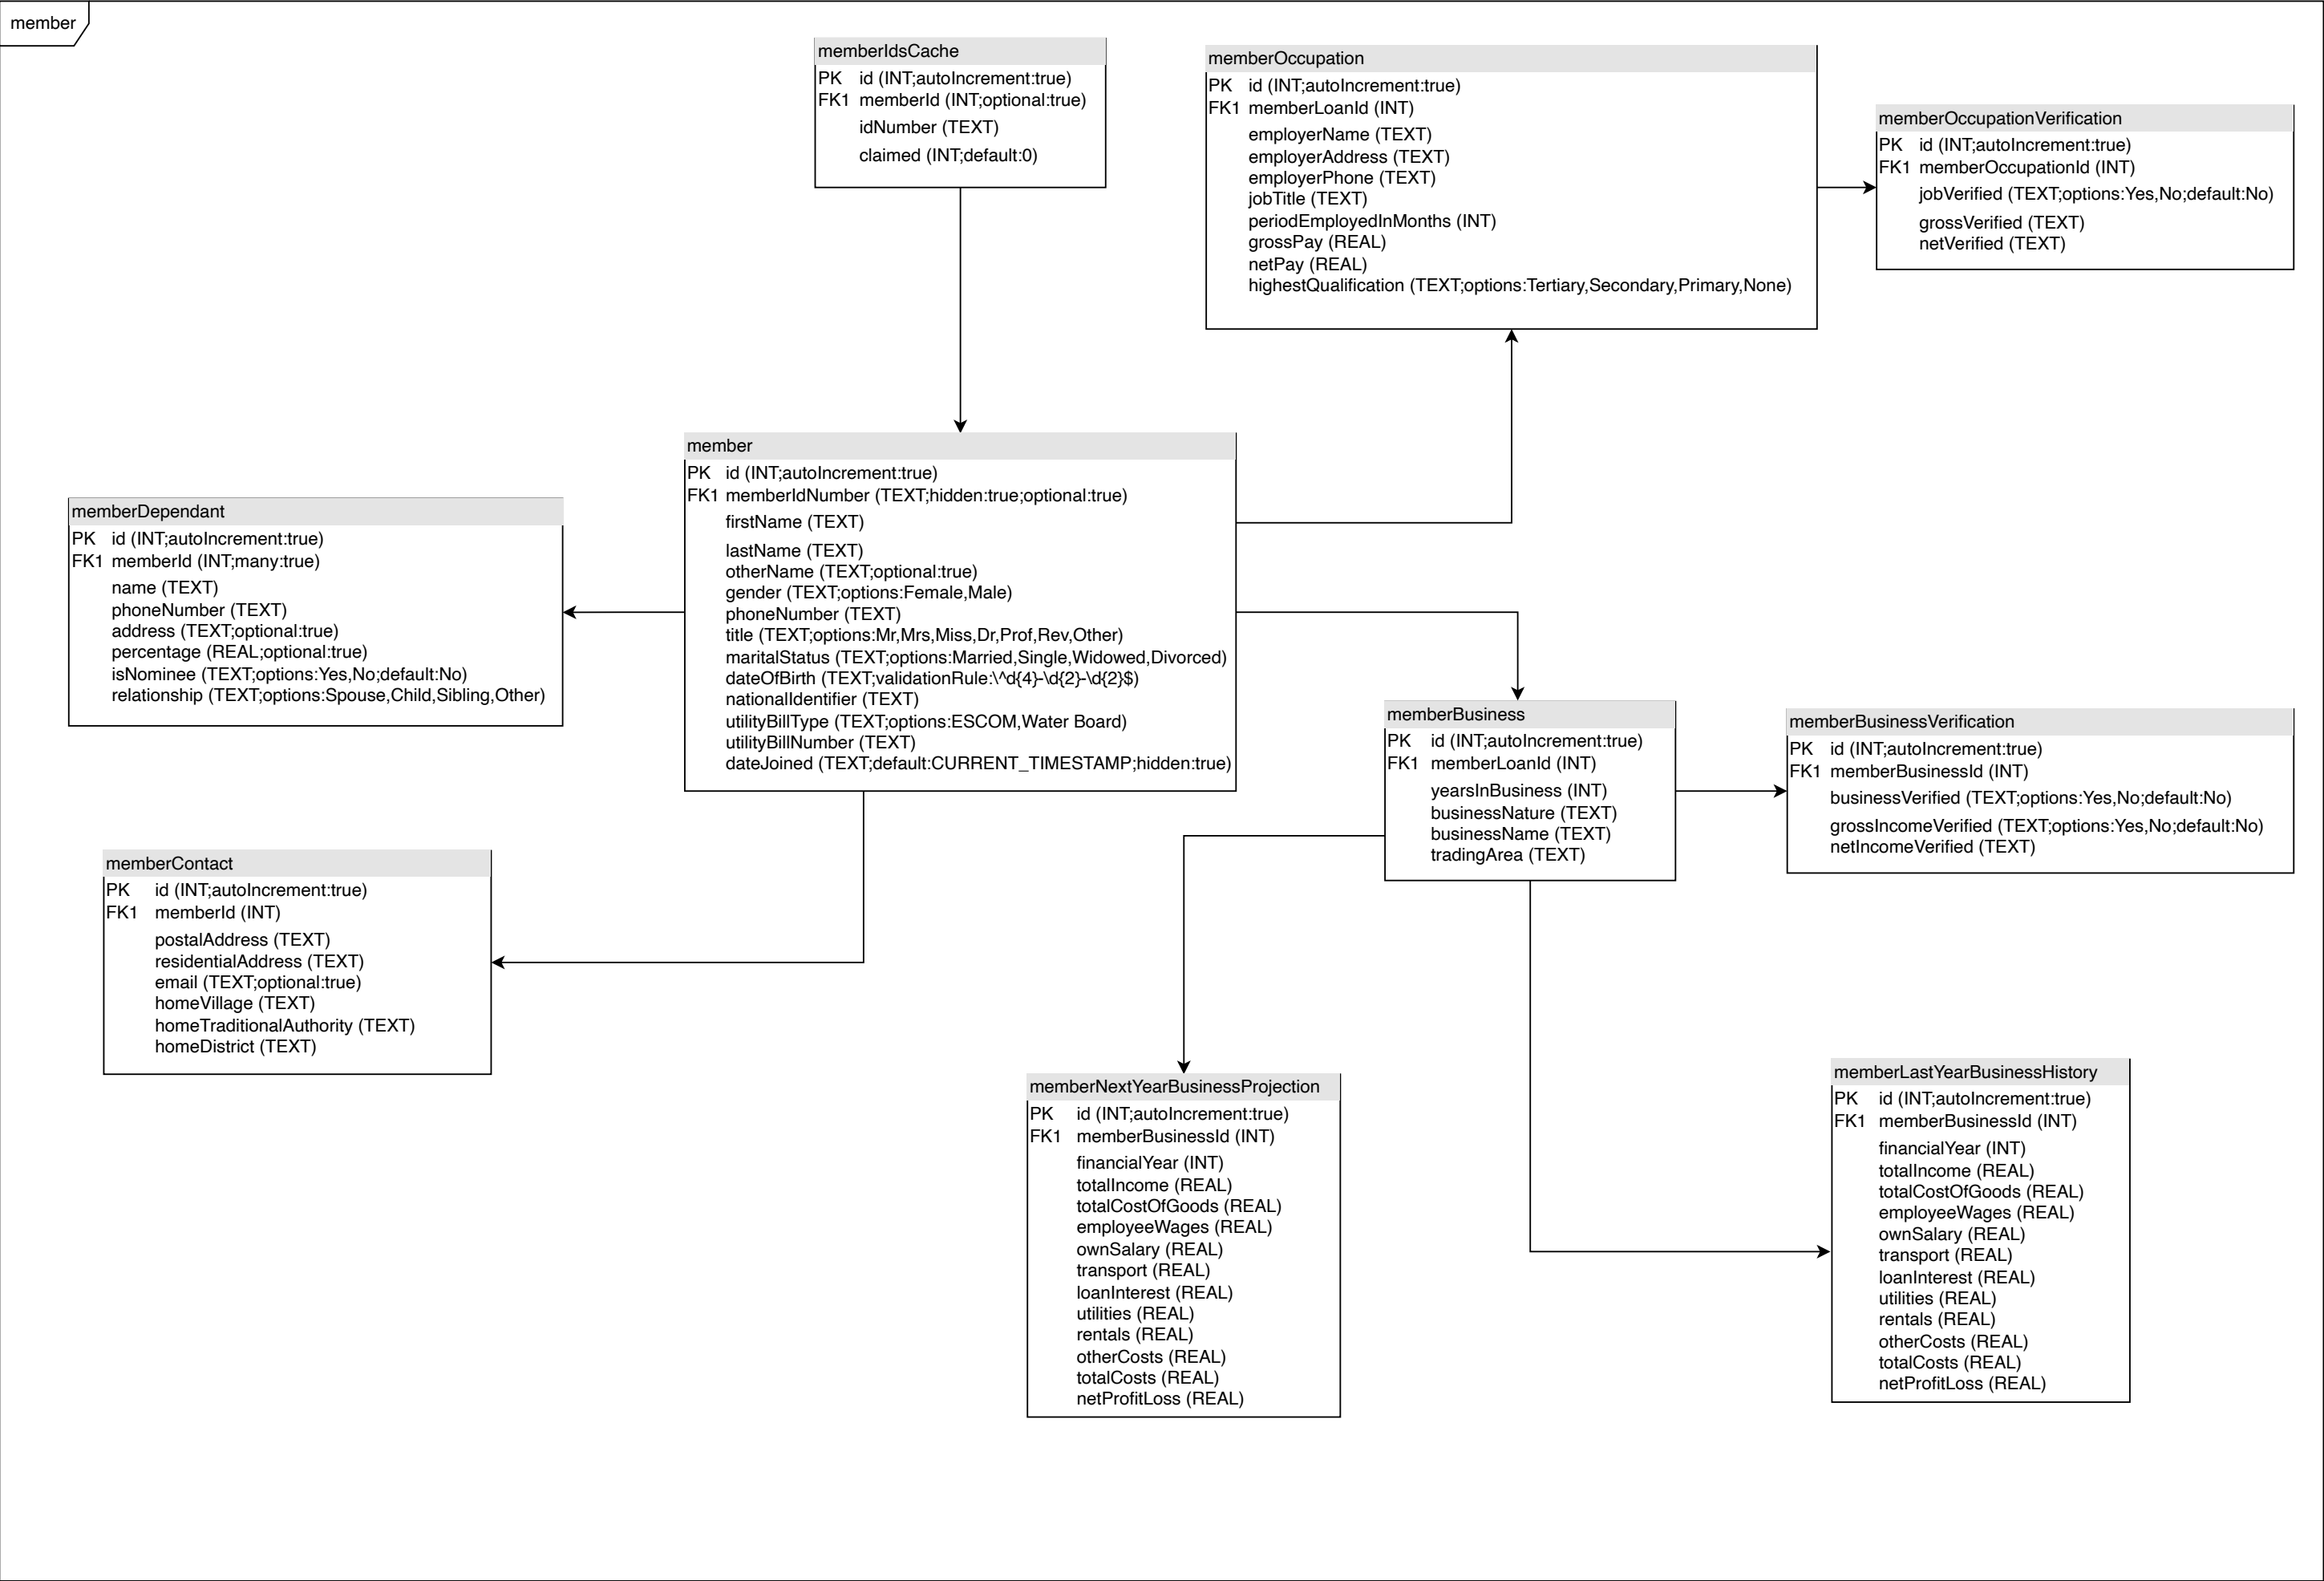 member
memberIdsCache
PK id (INT;autoIncrement:true)
FK1 memberId (INT;optional:true)
idNumber (TEXT)
claimed (INT;default:0)
memberOccupation
PK id (INT;autoIncrement:true)
FK1 memberLoanId (INT)
employerName (TEXT)
employerAddress (TEXT)
employerPhone (TEXT)
jobTitle (TEXT)
periodEmployedInMonths (INT)
grossPay (REAL)
netPay (REAL)
highestQualification (TEXT;options:Tertiary,Secondary,Primary,None)
memberOccupationVerification
PK id (INT;autoIncrement:true)
FK1 memberOccupationId (INT)
jobVerified (TEXT;options:Yes,No;default:No)
grossVerified (TEXT)
netVerified (TEXT)
member
PK id (INT;autoIncrement:true)
FK1 memberIdNumber (TEXT;hidden:true;optional:true)
firstName (TEXT)
lastName (TEXT)
otherName (TEXT;optional:true)
gender (TEXT;options:Female,Male)
phoneNumber (TEXT)
title (TEXT;options:Mr,Mrs,Miss,Dr,Prof,Rev,Other)
maritalStatus (TEXT;options:Married,Single,Widowed,Divorced)
dateOfBirth (TEXT;validationRule:\^d{4}-\d{2}-\d{2}$)
nationalIdentifier (TEXT)
utilityBillType (TEXT;options:ESCOM,Water Board)
utilityBillNumber (TEXT)
dateJoined (TEXT;default:CURRENT_TIMESTAMP;hidden:true)
memberDependant
PK id (INT;autoIncrement:true)
FK1 memberId (INT;many:true)
name (TEXT)
phoneNumber (TEXT)
address (TEXT;optional:true)
percentage (REAL;optional:true)
isNominee (TEXT;options:Yes,No;default:No)
relationship (TEXT;options:Spouse,Child,Sibling,Other)
memberBusiness
PK id (INT;autoIncrement:true)
FK1 memberLoanId (INT)
yearsInBusiness (INT)
businessNature (TEXT)
businessName (TEXT)
tradingArea (TEXT)
memberBusinessVerification
PK id (INT;autoIncrement:true)
FK1 memberBusinessId (INT)
businessVerified (TEXT;options:Yes,No;default:No)
grossIncomeVerified (TEXT;options:Yes,No;default:No)
netIncomeVerified (TEXT)
memberContact
PK id (INT;autoIncrement:true)
FK1 memberId (INT)
postalAddress (TEXT)
residentialAddress (TEXT)
email (TEXT;optional:true)
homeVillage (TEXT)
homeTraditionalAuthority (TEXT)
homeDistrict (TEXT)
memberNextYearBusinessProjection
PK id (INT;autoIncrement:true)
FK1 memberBusinessId (INT)
financialYear (INT)
totalIncome (REAL)
totalCostOfGoods (REAL)
employeeWages (REAL)
ownSalary (REAL)
transport (REAL)
loanInterest (REAL)
utilities (REAL)
rentals (REAL)
otherCosts (REAL)
totalCosts (REAL)
netProfitLoss (REAL)
memberLastYearBusinessHistory
PK id (INT;autoIncrement:true)
FK1 memberBusinessId (INT)
financialYear (INT)
totalIncome (REAL)
totalCostOfGoods (REAL)
employeeWages (REAL)
ownSalary (REAL)
transport (REAL)
loanInterest (REAL)
utilities (REAL)
rentals (REAL)
otherCosts (REAL)
totalCosts (REAL)
netProfitLoss (REAL)